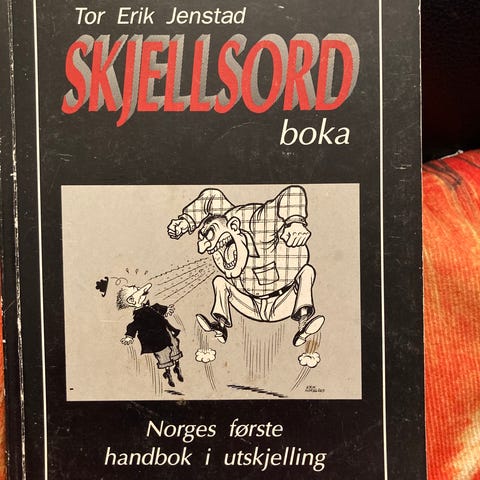 Tor Erik Jenstad
SKJELLSORD
boka
Norges første
handbok i utskjelling